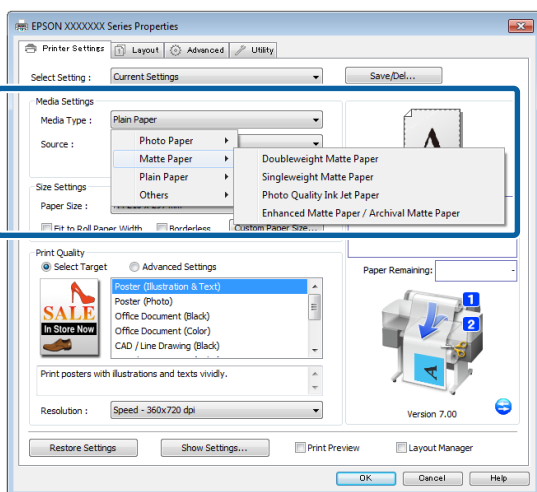 EPSON XXXXXXX Series Properties
Printer Settings Layout Advanced Utility
Select Setting : Current Settings Save/Del...
Media Settings
Media Type : Plain Paper
Source :
Photo Paper
Matte Paper
Plain Paper
Others
Doubleweight Matte Paper
Singleweight Matte Paper
Photo Quality Ink Jet Paper
Enhanced Matte Paper / Archival Matte Paper
A
Size Settings
Paper Size :
Fit to Roll Paper Width Borderless Custom Paper Size...
Print Quality
Select Target Advanced Settings
Paper Remaining: -
SALE
In Store Now
Poster (Illustration & Text)
Poster (Photo)
Office Document (Black)
Office Document (Color)
CAD / Line Drawing (Black)
1
2
A
Print posters with illustrations and texts vividly.
Resolution : Speed - 360x720 dpi
Version 7.00
Restore Settings Show Settings... Print Preview Layout Manager
OK Cancel Help